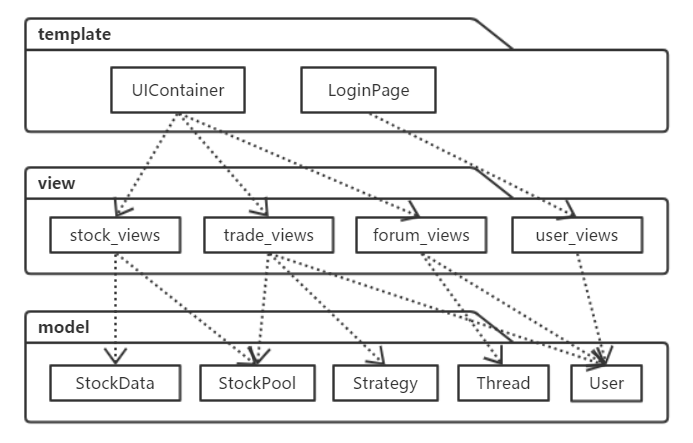 template
UIContainer
LoginPage
view
stock_views
trade_views
forum_views
user_views
model
StockData
StockPool
Strategy
Thread
User